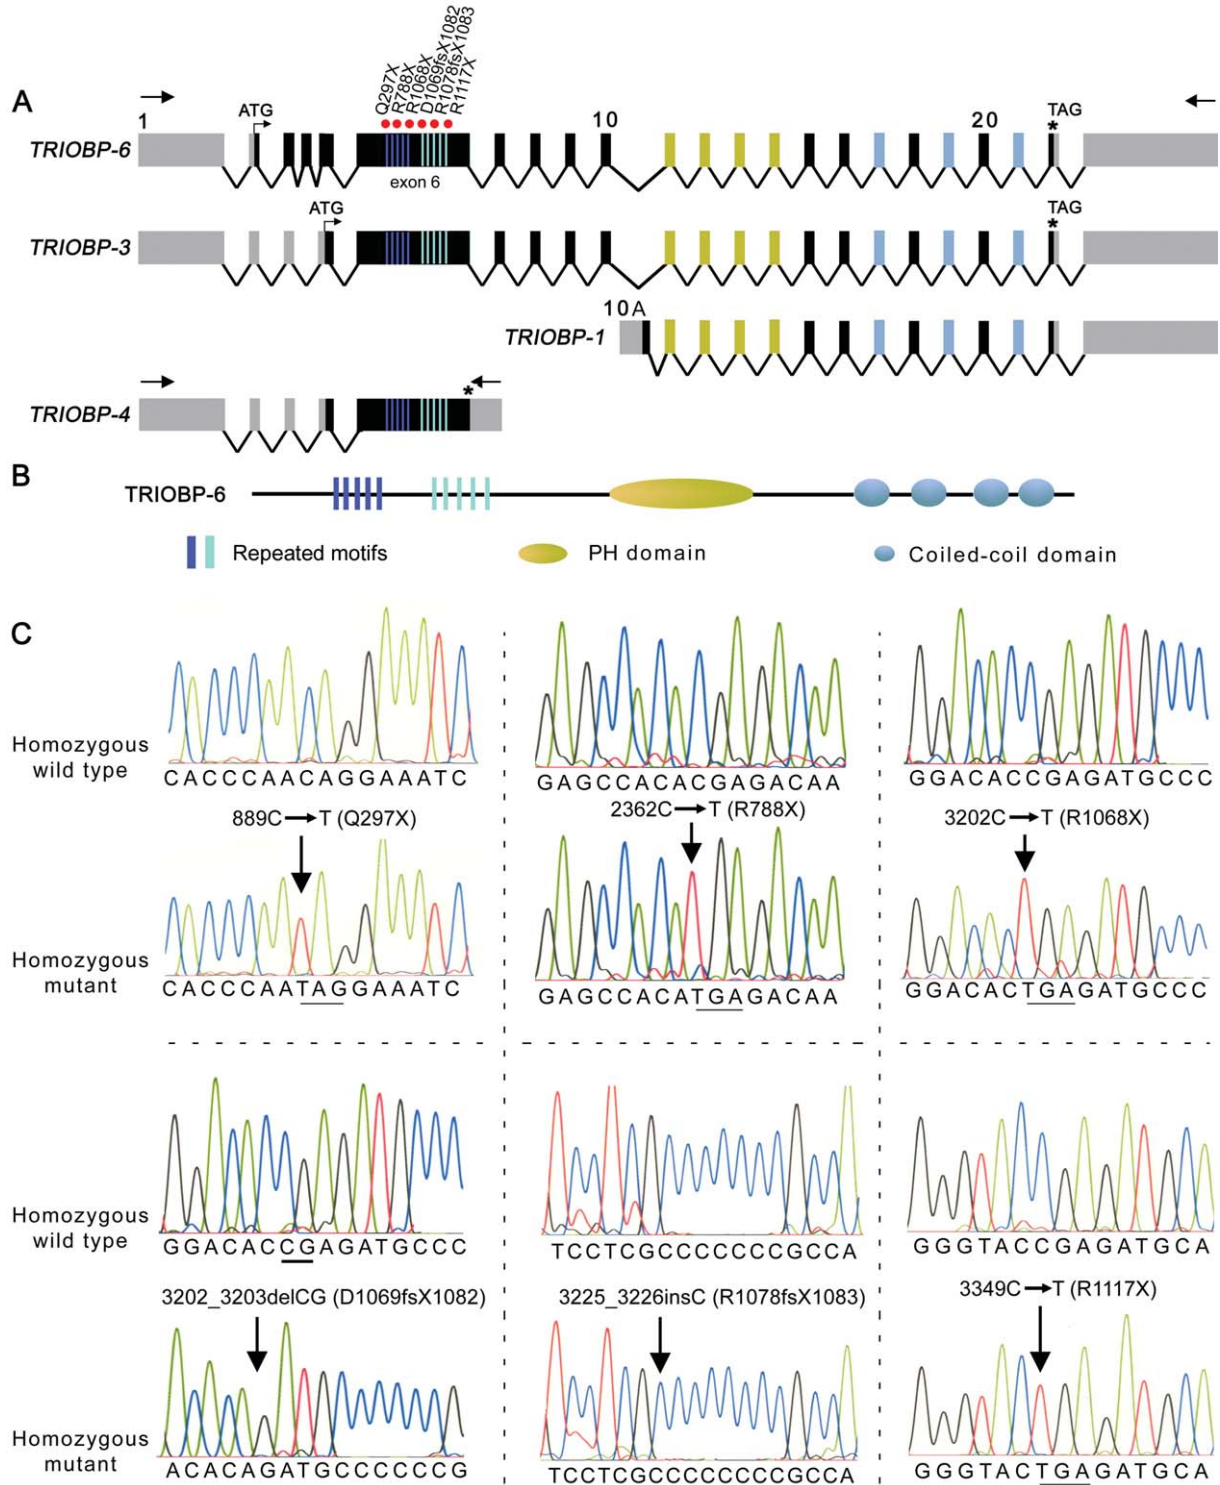 A
Q297X
R788X
R1068X
D1069fsX1082
R1078fsX1083
R1117X
1
ATG
10
20
TAG
*
TRIOBP-6
exon 6
ATG
TAG
*
TRIOBP-3
10A
TRIOBP-1
*
TRIOBP-4
B
TRIOBP-6
Repeated motifs
PH domain
Coiled-coil domain
C
Homozygous
wild type
CACCCAACAGGAAATC
GAGCCACACGAGACAA
GGACACCGAGATGCCC
889C→T (Q297X)
2362C→T (R788X)
3202C→T (R1068X)
Homozygous
mutant
CACCCAATAGGAAATC
GAGCCACATGAGACAA
GGACACTGAGATGCCC
Homozygous
wild type
GGACACCGAGATGCCC
TCCTCGCCCCCCCGCCA
GGGTACCGAGATGCA
3202_3203delCG (D1069fsX1082)
3225_3226insC (R1078fsX1083)
3349C→T (R1117X)
Homozygous
mutant
ACACAGATGCCCCCCG
TCCTCGCCCCCCCCGCCA
GGGTACTGAGATGCA